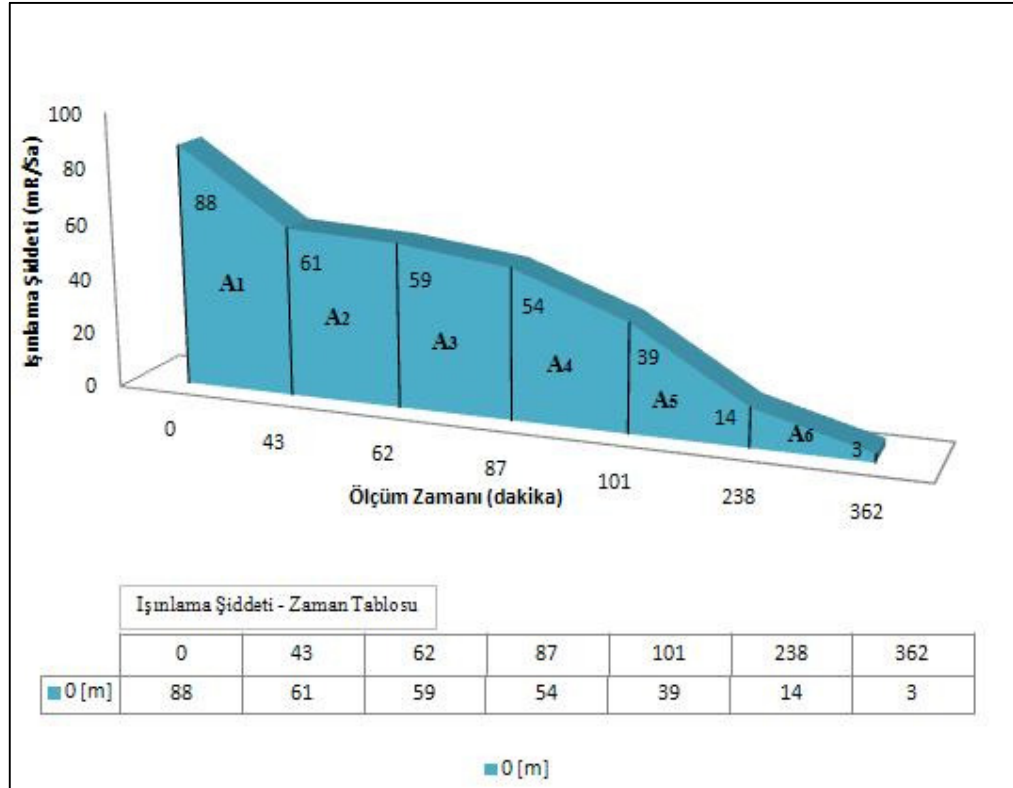 Işınlama Şiddeti (mR/Sa)
100
80
60
40
20
0
88
61
59
54
39
14
3
A1
A2
A3
A4
A5
A6
0
43
62
87
101
238
362
Ölçüm Zamanı (dakika)
Işınlama Şiddeti - Zaman Tablosu
0 43 62 87 101 238 362
0 [m] 88 61 59 54 39 14 3
0 [m]